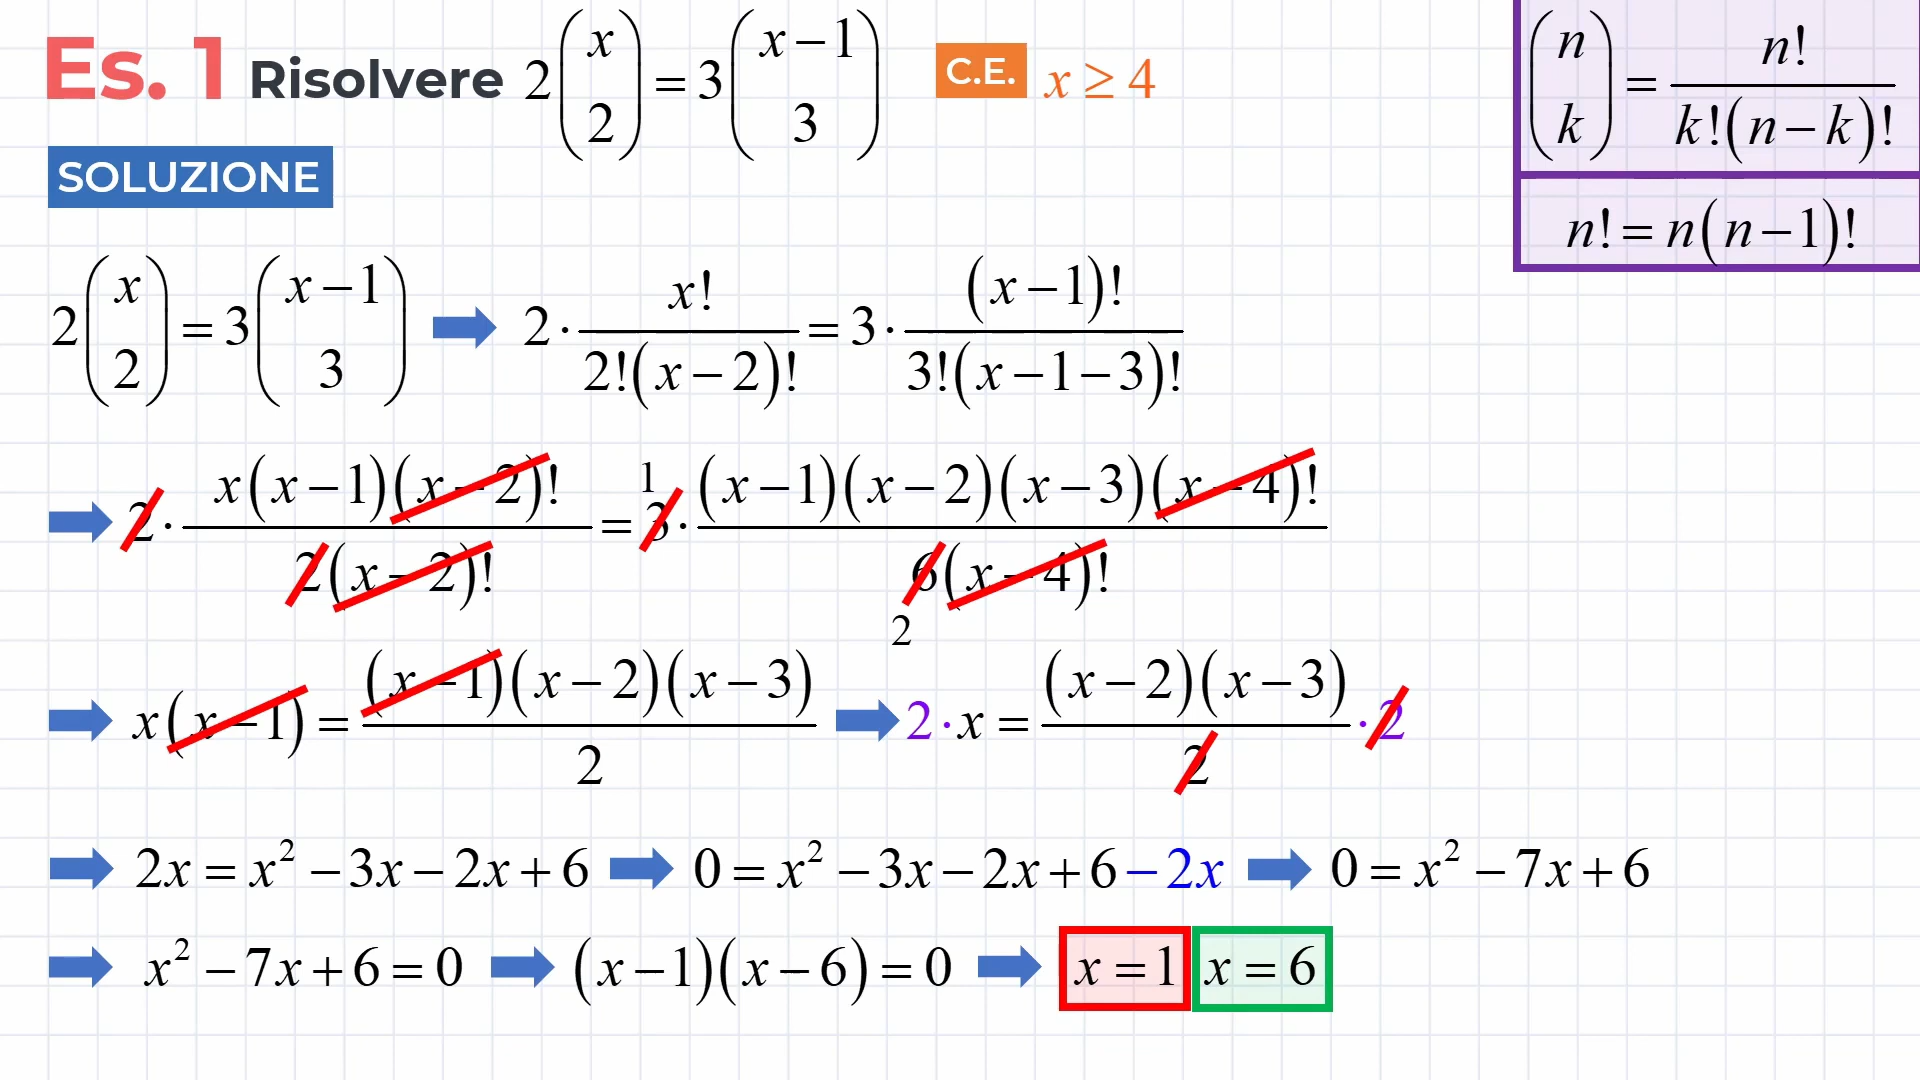 Es. 1 Risolvere 2(x 2) = 3(x−1 3) C.E. x ≥ 4
(n k) = n! / k!(n−k)!
n! = n(n−1)!
SOLUZIONE
2(x 2) = 3(x−1 3) ➡ 2· x! / 2!(x−2)! = 3· (x−1)! / 3!(x−1−3)!
➡ 2· x(x−1)(x−2)! / 2(x−2)! = 3 1 · (x−1)(x−2)(x−3)(x−4)! / 6(x−4)! 2
➡ x(x−1) = (x−1)(x−2)(x−3) / 2 ➡ 2·x = (x−2)(x−3) / 2 ·2
➡ 2x = x² −3x−2x+6 ➡ 0 = x² −3x−2x+6−2x ➡ 0 = x² −7x+6
➡ x² −7x+6 = 0 ➡ (x−1)(x−6) = 0 ➡ x = 1 x = 6